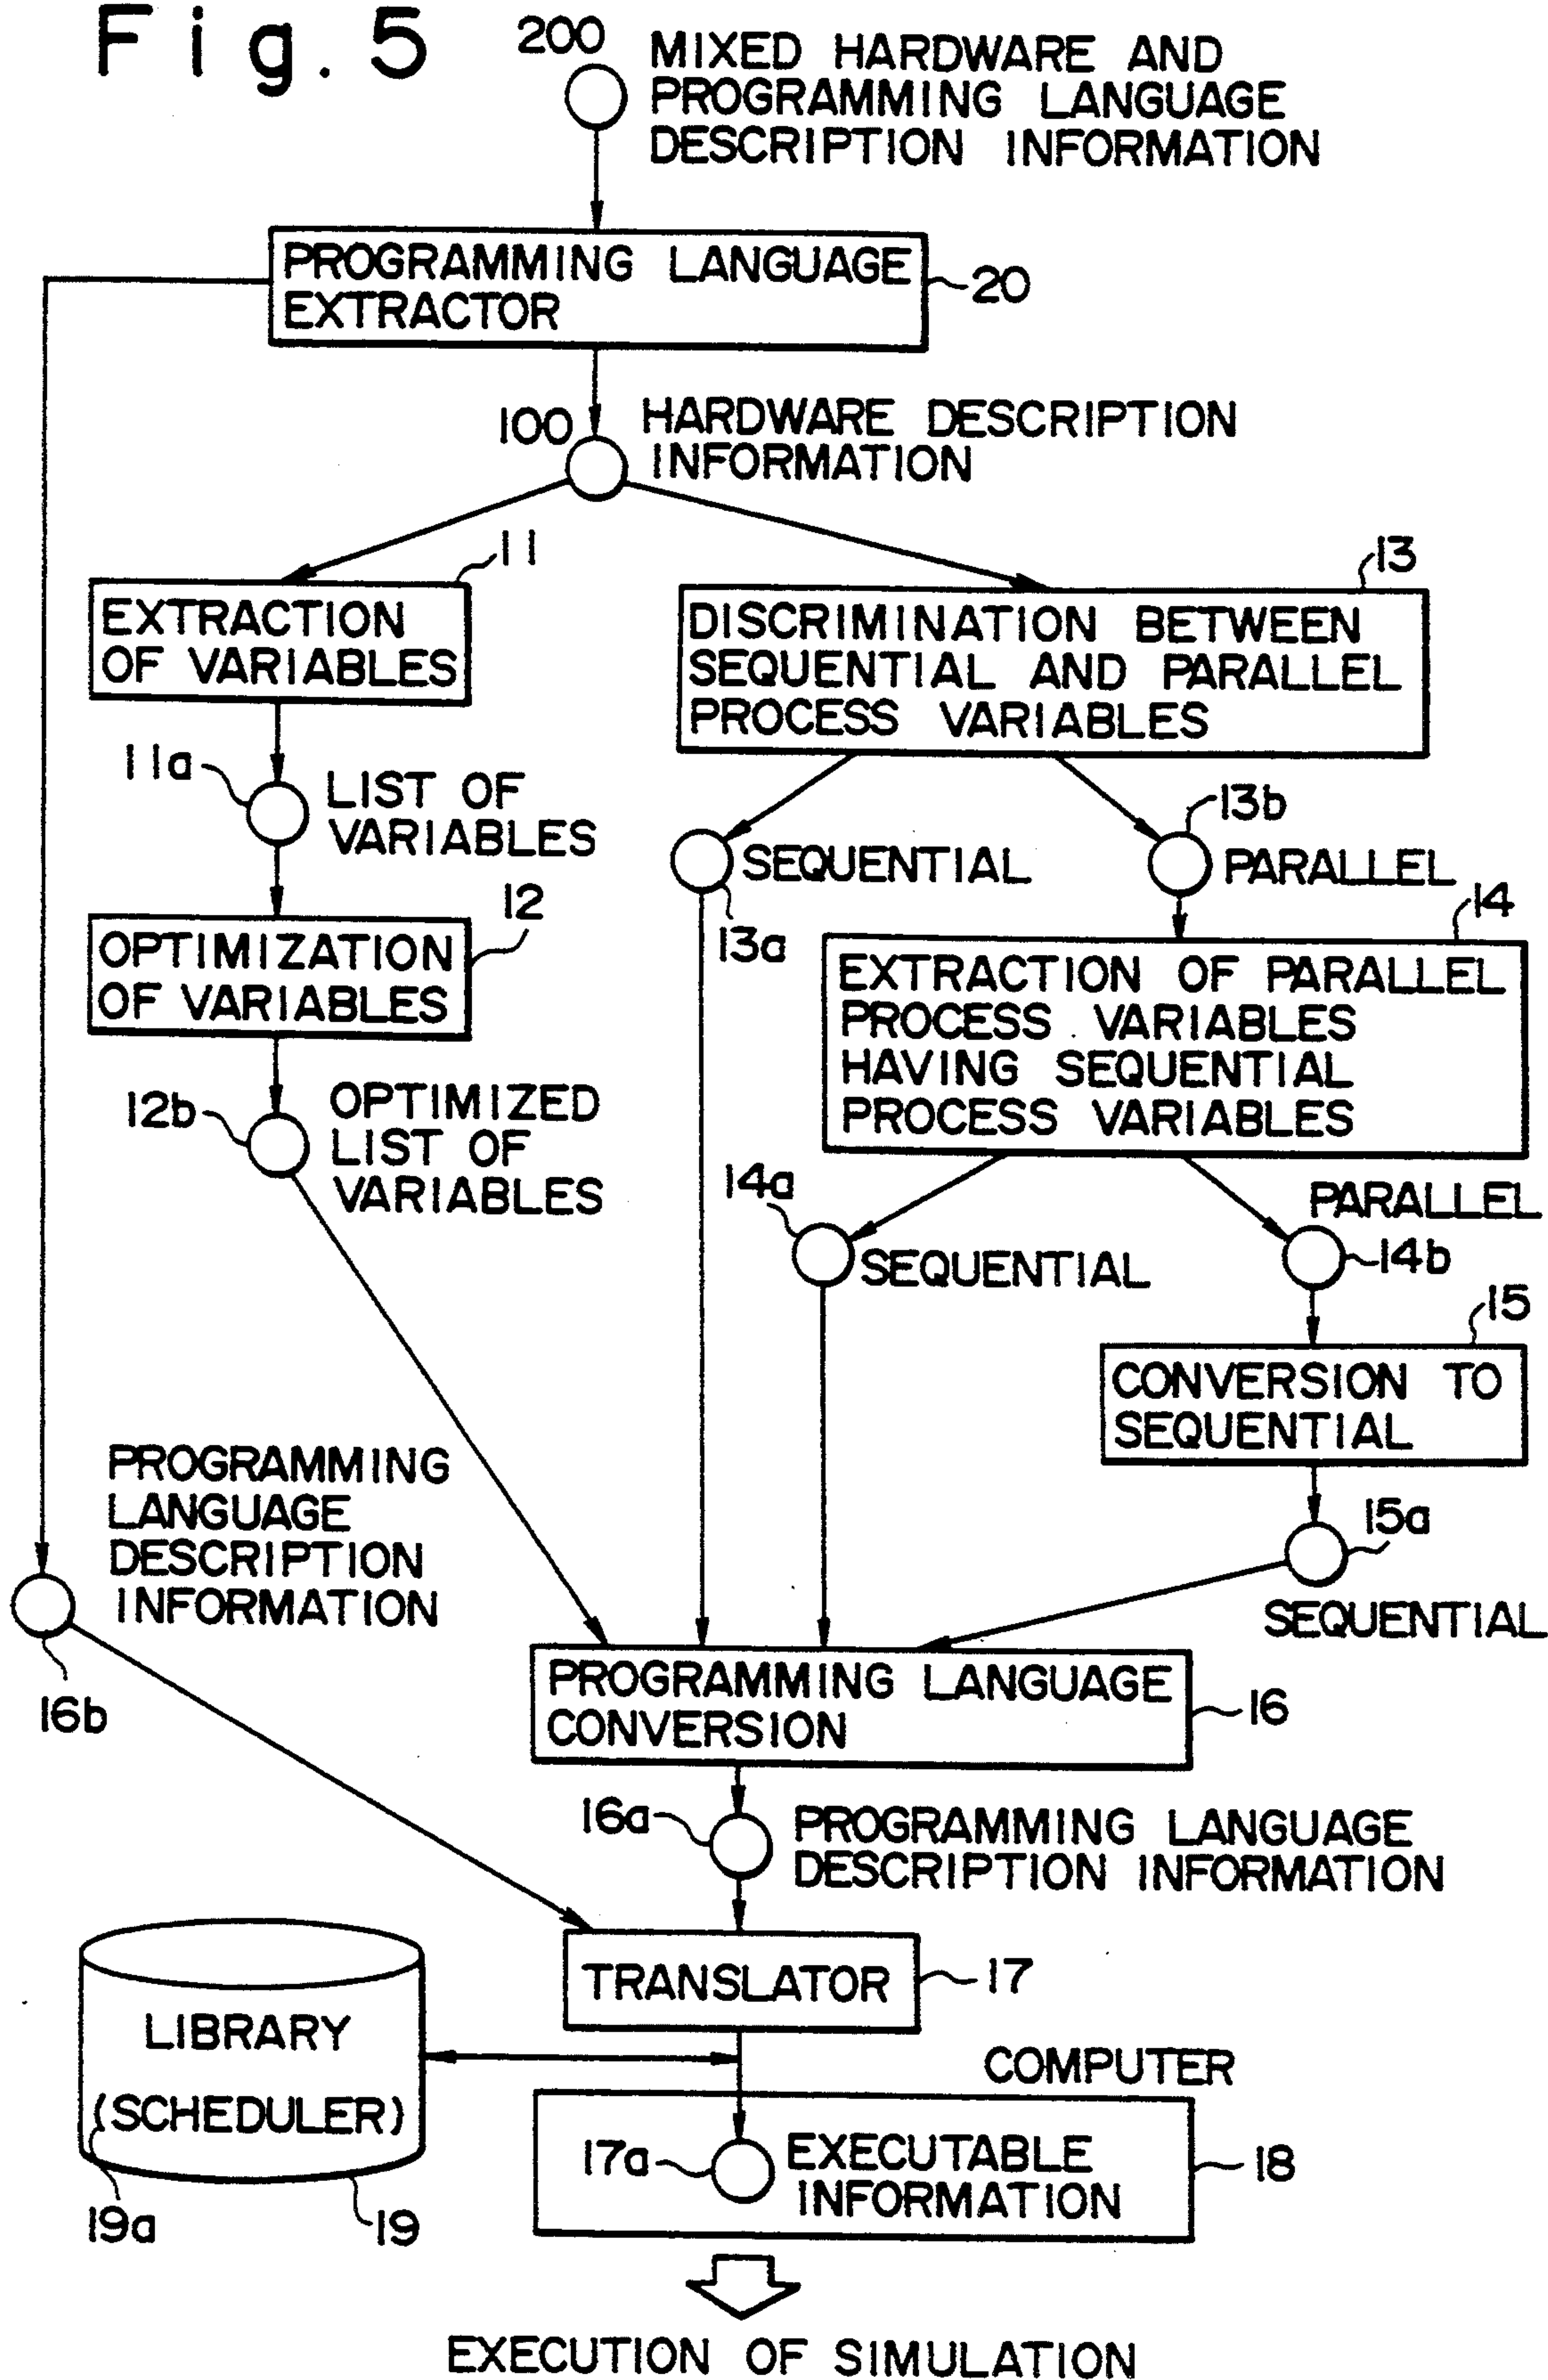 Fig. 5
200
MIXED HARDWARE AND
PROGRAMMING LANGUAGE
DESCRIPTION INFORMATION
PROGRAMMING LANGUAGE
EXTRACTOR
20
100
HARDWARE DESCRIPTION
INFORMATION
11
EXTRACTION
OF VARIABLES
13
DISCRIMINATION BETWEEN
SEQUENTIAL AND PARALLEL
PROCESS VARIABLES
11a
LIST OF
VARIABLES
13b
SEQUENTIAL
PARALLEL
13a
12
OPTIMIZATION
OF VARIABLES
14
EXTRACTION OF PARALLEL
PROCESS VARIABLES
HAVING SEQUENTIAL
PROCESS VARIABLES
12b
OPTIMIZED
LIST OF
VARIABLES
14a
SEQUENTIAL
PARALLEL
14b
15
CONVERSION TO
SEQUENTIAL
15a
SEQUENTIAL
PROGRAMMING
LANGUAGE
DESCRIPTION
INFORMATION
16b
PROGRAMMING LANGUAGE
CONVERSION
16
16a
PROGRAMMING LANGUAGE
DESCRIPTION INFORMATION
TRANSLATOR
17
LIBRARY
(SCHEDULER)
19a
19
COMPUTER
17a
EXECUTABLE
INFORMATION
18
EXECUTION OF SIMULATION